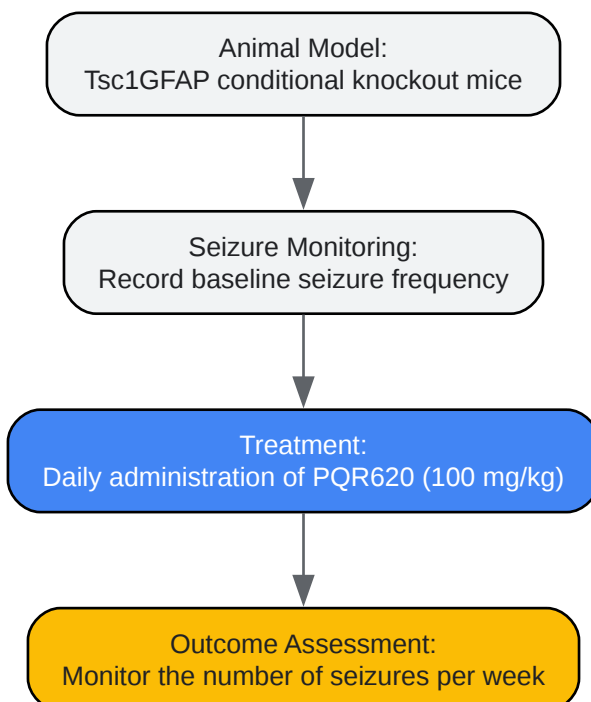 Animal Model:
Tsc1GFAP conditional knockout mice
Seizure Monitoring:
Record baseline seizure frequency
Treatment:
Daily administration of PQR620 (100 mg/kg)
Outcome Assessment:
Monitor the number of seizures per week